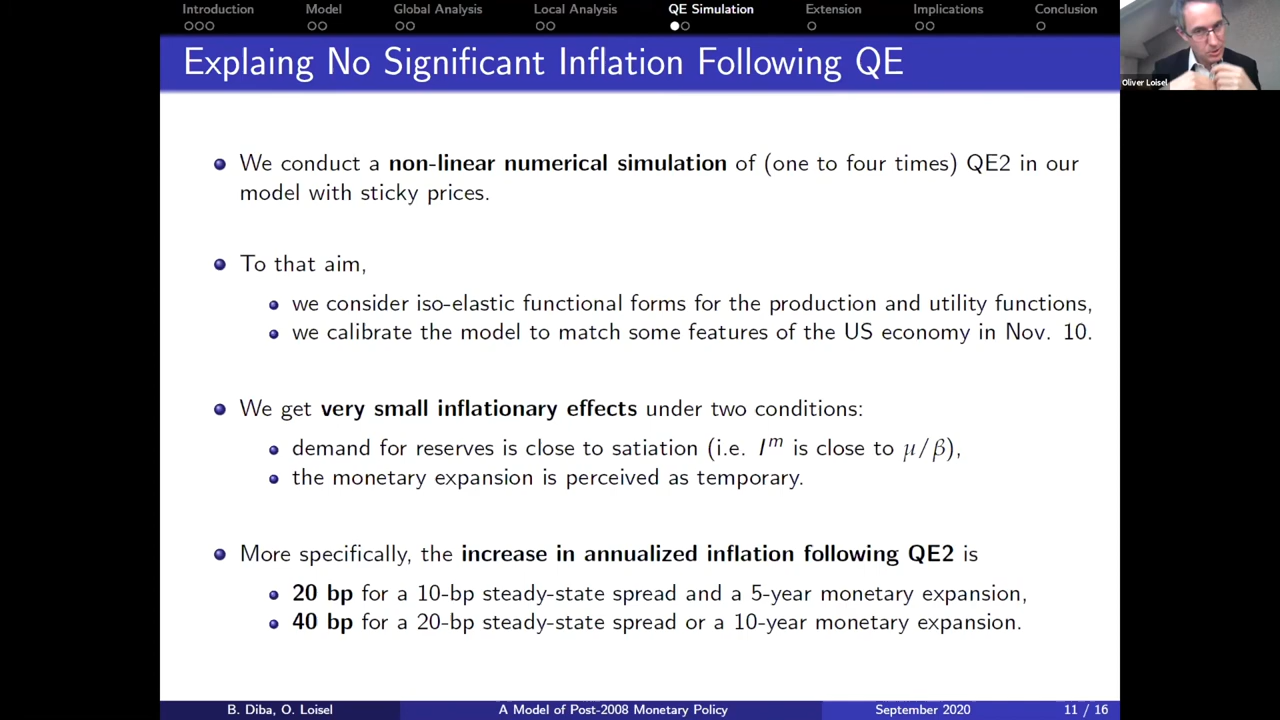 Introduction Model Global Analysis Local Analysis QE Simulation Extension Implications Conclusion
Explaing No Significant Inflation Following QE
Oliver Loisel
We conduct a non-linear numerical simulation of (one to four times) QE2 in our
model with sticky prices.
To that aim,
we consider iso-elastic functional forms for the production and utility functions,
we calibrate the model to match some features of the US economy in Nov. 10.
We get very small inflationary effects under two conditions:
demand for reserves is close to satiation (i.e. I^m is close to μ/β),
the monetary expansion is perceived as temporary.
More specifically, the increase in annualized inflation following QE2 is
20 bp for a 10-bp steady-state spread and a 5-year monetary expansion,
40 bp for a 20-bp steady-state spread or a 10-year monetary expansion.
B. Diba, O. Loisel A Model of Post-2008 Monetary Policy September 2020 11 / 16